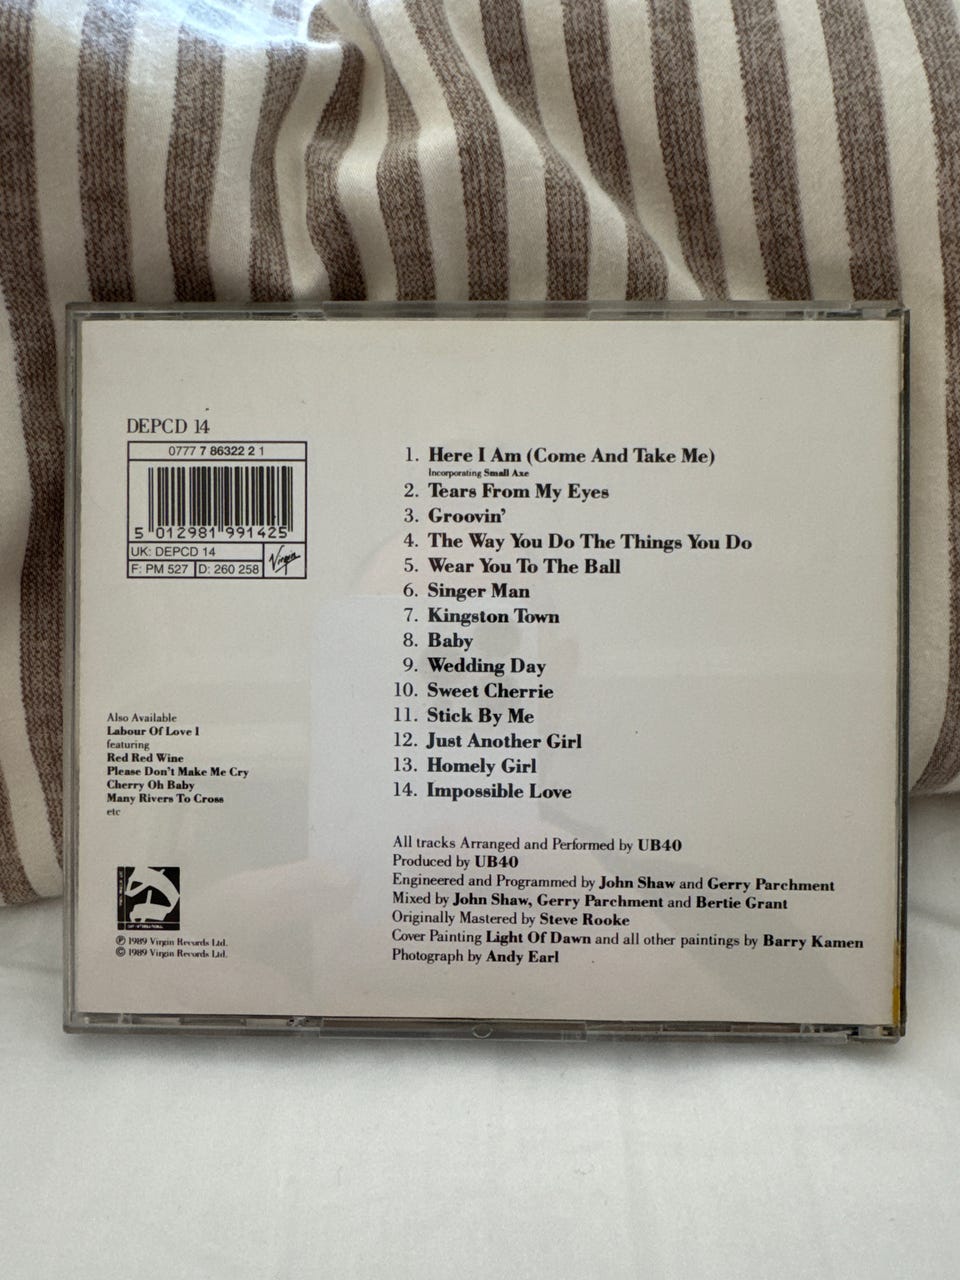 DEPCD 14
0777 7 86322 2 1
5 012981 991425
UK: DEPCD 14
F: PM 527 D: 260 258
Virgin
1. Here I Am (Come And Take Me)
Incorporating Small Axe
2. Tears From My Eyes
3. Groovin'
4. The Way You Do The Things You Do
5. Wear You To The Ball
6. Singer Man
7. Kingston Town
8. Baby
9. Wedding Day
10. Sweet Cherrie
11. Stick By Me
12. Just Another Girl
13. Homely Girl
14. Impossible Love
Also Available
Labour Of Love I
featuring
Red Red Wine
Please Don't Make Me Cry
Cherry Oh Baby
Many Rivers To Cross
etc
All tracks Arranged and Performed by UB40
Produced by UB40
Engineered and Programmed by John Shaw and Gerry Parchment
Mixed by John Shaw, Gerry Parchment and Bertie Grant
Originally Mastered by Steve Rooke
Cover Painting Light Of Dawn and all other paintings by Barry Kamen
Photograph by Andy Earl
℗ 1989 Virgin Records Ltd.
© 1989 Virgin Records Ltd.